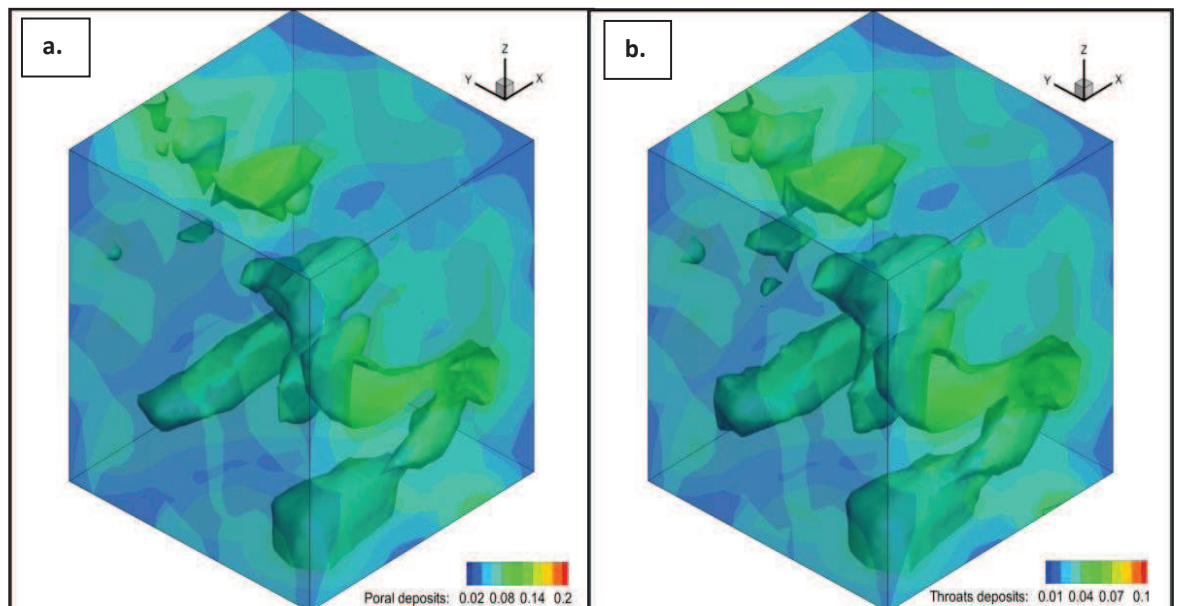 a.
Z
Y X
Poral deposits: 0.02 0.08 0.14 0.2
b.
Z
Y X
Throats deposits: 0.01 0.04 0.07 0.1